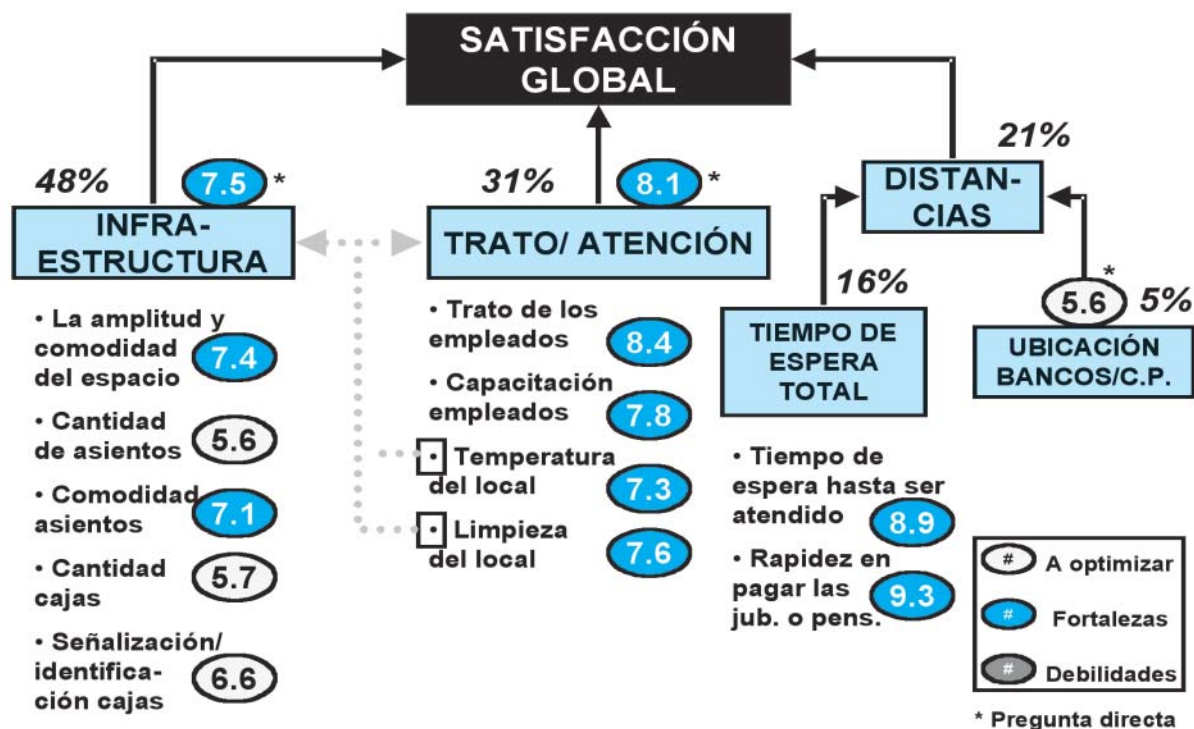 SATISFACCIÓN
GLOBAL
48%
7.5 *
INFRA-
ESTRUCTURA
• La amplitud y
comodidad
del espacio
7.4
• Cantidad
de asientos
5.6
• Comodidad
asientos
7.1
• Cantidad
cajas
5.7
• Señalización/
identifica-
ción cajas
6.6
31%
8.1 *
TRATO/ ATENCIÓN
• Trato de los
empleados
8.4
• Capacitación
empleados
7.8
• Temperatura
del local
7.3
• Limpieza
del local
7.6
21%
DISTAN-
CIAS
16%
TIEMPO DE
ESPERA
TOTAL
• Tiempo de
espera hasta ser
atendido
8.9
• Rapidez en
pagar las
jub. o pens.
9.3
*
5.6
5%
UBICACIÓN
BANCOS/C.P.
# A optimizar
# Fortalezas
# Debilidades
* Pregunta directa